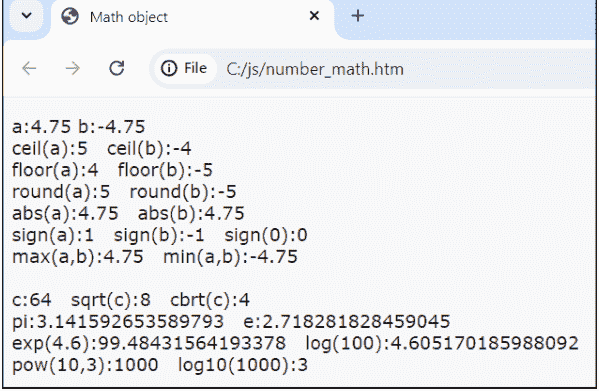 Math object
File C:/js/number_math.htm
a:4.75 b:-4.75
ceil(a):5 ceil(b):-4
floor(a):4 floor(b):-5
round(a):5 round(b):-5
abs(a):4.75 abs(b):4.75
sign(a):1 sign(b):-1 sign(0):0
max(a,b):4.75 min(a,b):-4.75
c:64 sqrt(c):8 cbrt(c):4
pi:3.141592653589793 e:2.718281828459045
exp(4.6):99.48431564193378 log(100):4.605170185988092
pow(10,3):1000 log10(1000):3